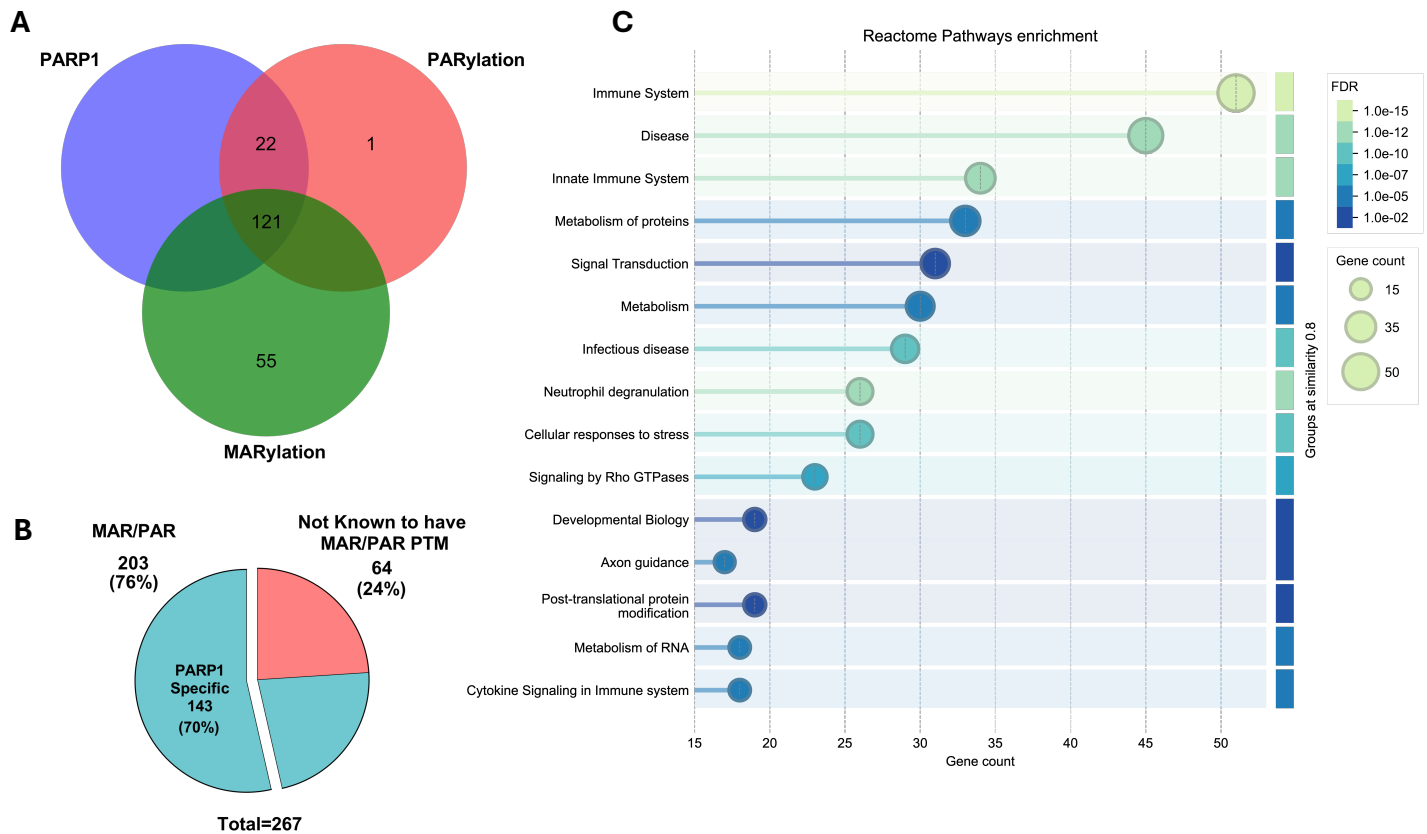 A
PARP1
PARylation
22
1
121
55
MARylation
B
MAR/PAR
203
(76%)
Not Known to have
MAR/PAR PTM
64
(24%)
PARP1
Specific
143
(70%)
Total=267
C
Reactome Pathways enrichment
Immune System
Disease
Innate Immune System
Metabolism of proteins
Signal Transduction
Metabolism
Infectious disease
Neutrophil degranulation
Cellular responses to stress
Signaling by Rho GTPases
Developmental Biology
Axon guidance
Post-translational protein
modification
Metabolism of RNA
Cytokine Signaling in Immune system
15 20 25 30 35 40 45 50
Gene count
Groups at similarity 0.8
FDR
1.0e-15
1.0e-12
1.0e-10
1.0e-07
1.0e-05
1.0e-02
Gene count
15
35
50